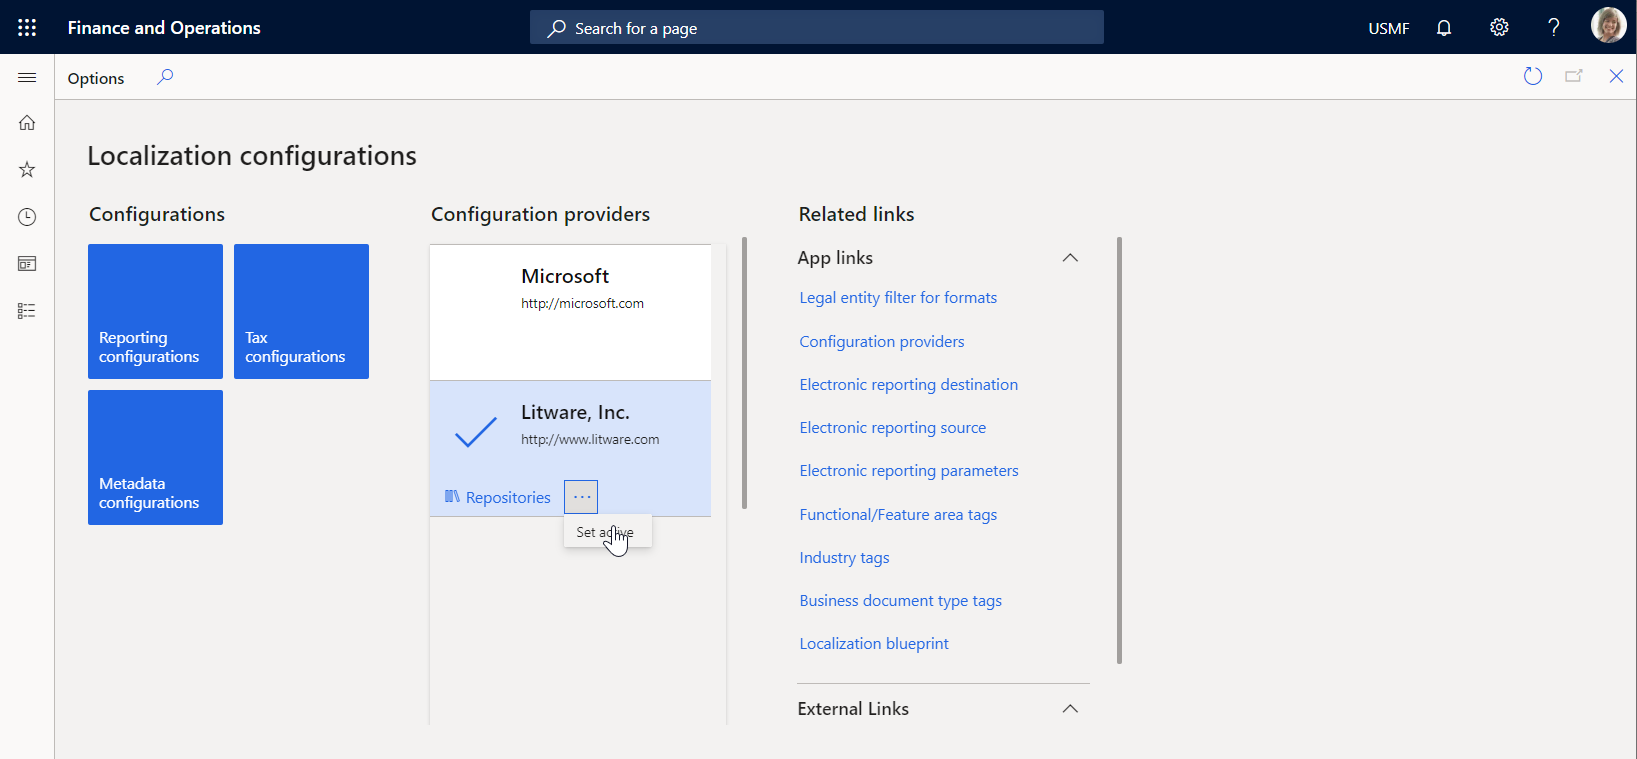 Finance and Operations
Search for a page
USMF
Options
Localization configurations
Configurations
Reporting
configurations
Tax
configurations
Metadata
configurations
Configuration providers
Microsoft
http://microsoft.com
Litware, Inc.
http://www.litware.com
Repositories
Set active
Related links
App links
Legal entity filter for formats
Configuration providers
Electronic reporting destination
Electronic reporting source
Electronic reporting parameters
Functional/Feature area tags
Industry tags
Business document type tags
Localization blueprint
External Links